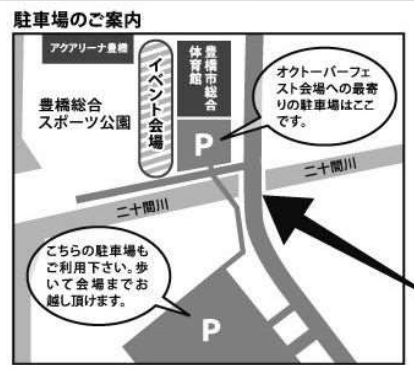 駐車場のご案内
アクアリーナ豊橋
イベント会場
豊橋市総合
体育館
豊橋総合
スポーツ公園
オクトーバーフェ
スト会場への最寄
りの駐車場はここ
です。
P
二十間川
二十間川
こちらの駐車場も
ご利用下さい。歩
いて会場までお
越し頂けます。
P